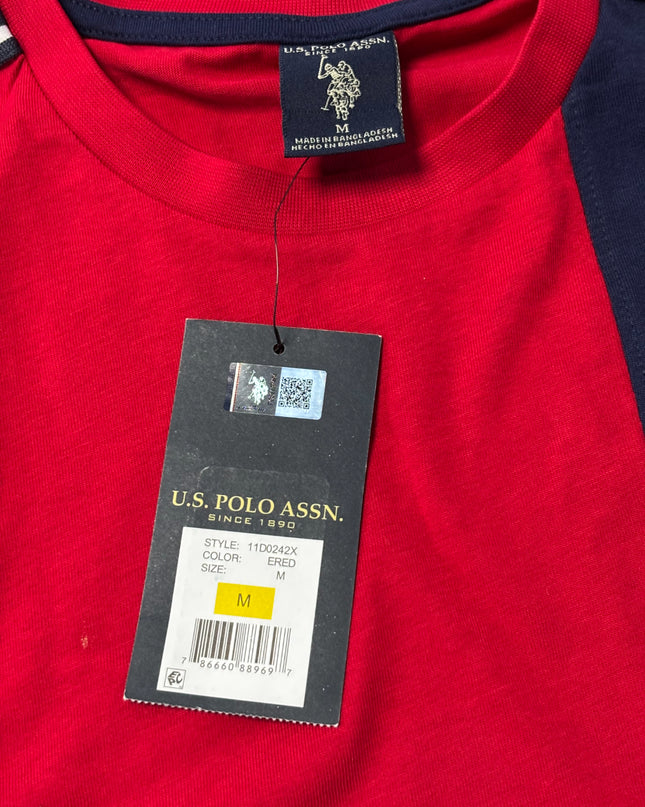 U.S. POLO ASSN.
SINCE 1890
M
MADE IN BANGLADESH
HECHO EN BANGLADESH
U.S. POLO ASSN.
SINCE 1890
STYLE: 11D0242X
COLOR: ERED
SIZE: M
M
7 86660 88969 7